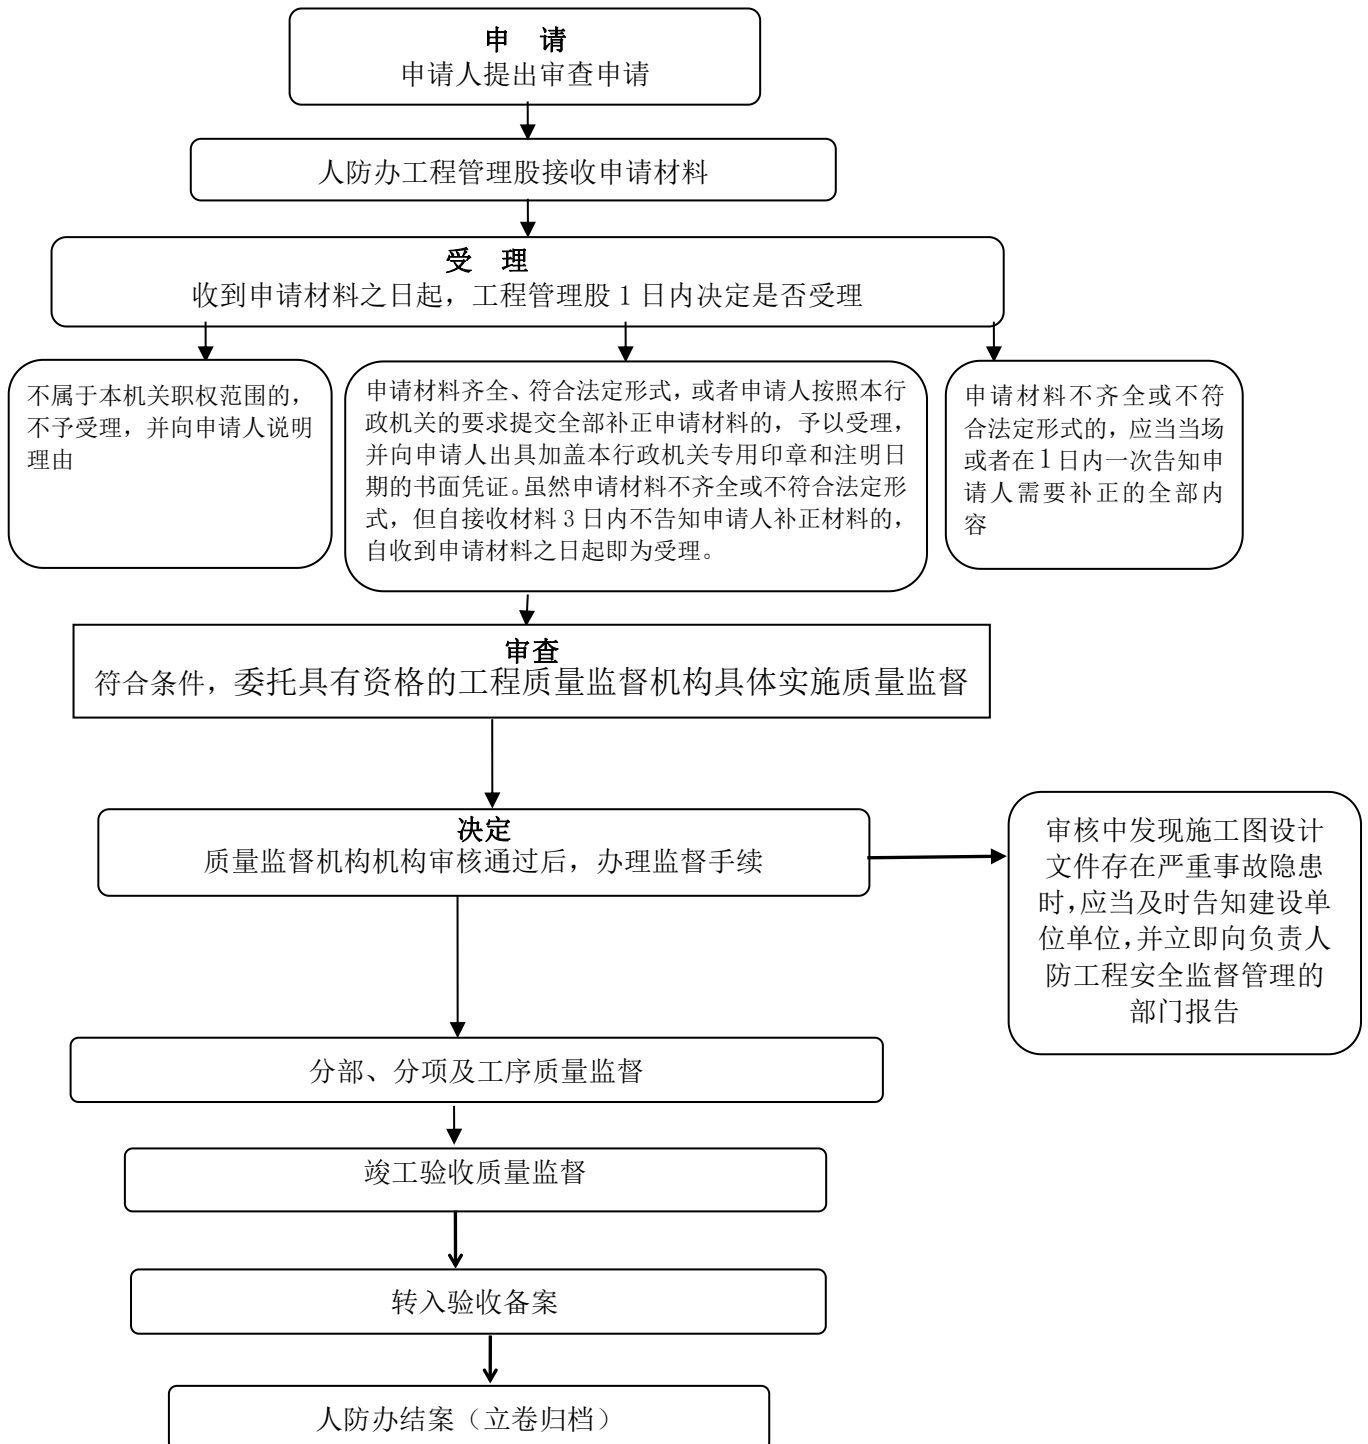 申 请
申请人提出审查申请
人防办工程管理股接收申请材料
受 理
收到申请材料之日起，工程管理股 1 日内决定是否受理
不属于本机关职权范围的，
不予受理，并向申请人说明
理由
申请材料齐全、符合法定形式，或者申请人按照本行
政机关的要求提交全部补正申请材料的，予以受理，
并向申请人出具加盖本行政机关专用印章和注明日
期的书面凭证。虽然申请材料不齐全或不符合法定形
式，但自接收材料 3 日内不告知申请人补正材料的，
自收到申请材料之日起即为受理。
申请材料不齐全或不符
合法定形式的，应当当场
或者在1日内一次告知申
请人需要补正的全部内
容
审查
符合条件，委托具有资格的工程质量监督机构具体实施质量监督
决定
质量监督机构机构审核通过后，办理监督手续
审核中发现施工图设计
文件存在严重事故隐患
时，应当及时告知建设单
位单位，并立即向负责人
防工程安全监督管理的
部门报告
分部、分项及工序质量监督
竣工验收质量监督
转入验收备案
人防办结案（立卷归档）